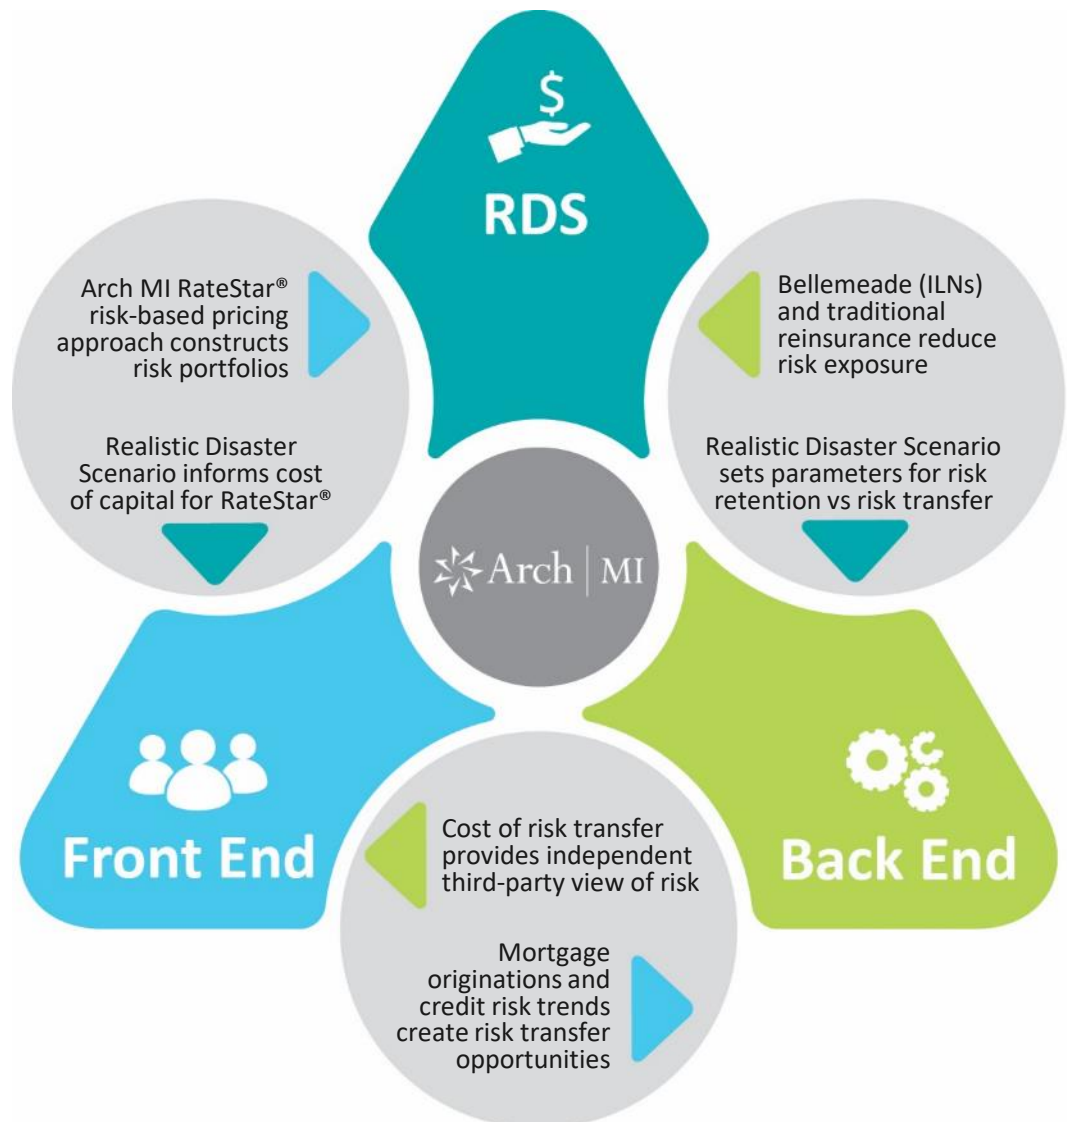 $
RDS
Arch MI RateStar®
risk-based pricing
approach constructs
risk portfolios
Realistic Disaster
Scenario informs cost
of capital for RateStar®
Bellemeade (ILNs)
and traditional
reinsurance reduce
risk exposure
Realistic Disaster Scenario
sets parameters for risk
retention vs risk transfer
Arch | MI
Front End
Back End
Cost of risk transfer
provides independent
third-party view of risk
Mortgage
originations and
credit risk trends
create risk transfer
opportunities